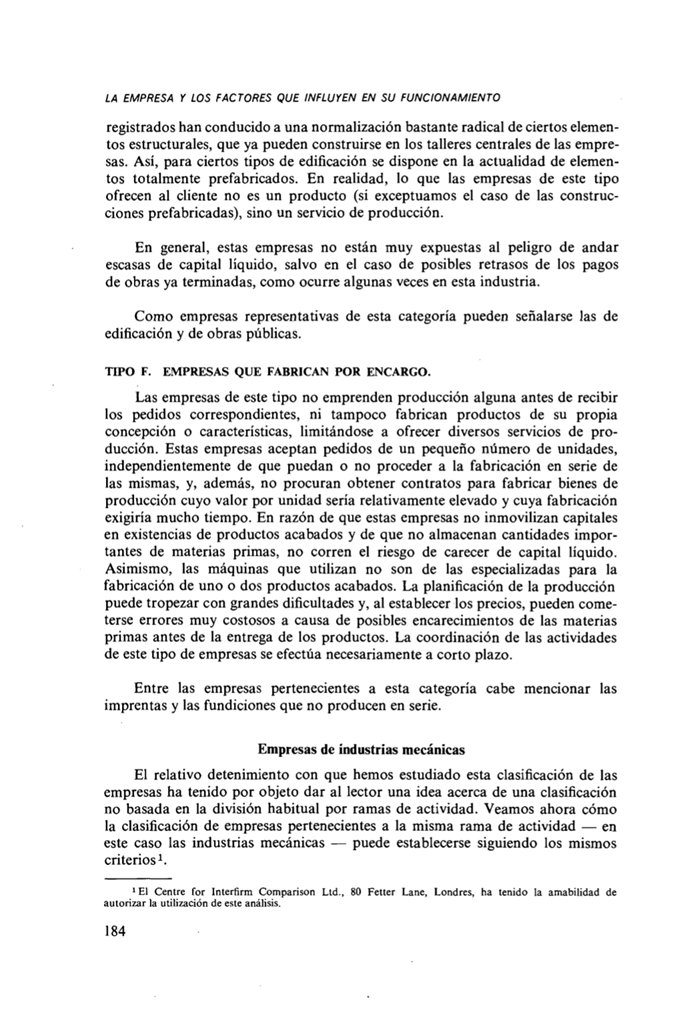 LA EMPRESA Y LOS FACTORES QUE INFLUYEN EN SU FUNCIONAMIENTO
registrados han conducido a una normalización bastante radical de ciertos elemen-
tos estructurales, que ya pueden construirse en los talleres centrales de las empre-
sas. Así, para ciertos tipos de edificación se dispone en la actualidad de elemen-
tos totalmente prefabricados. En realidad, lo que las empresas de este tipo
ofrecen al cliente no es un producto (si exceptuamos el caso de las construc-
ciones prefabricadas), sino un servicio de producción.
En general, estas empresas no están muy expuestas al peligro de andar
escasas de capital líquido, salvo en el caso de posibles retrasos de los pagos
de obras ya terminadas, como ocurre algunas veces en esta industria.
Como empresas representativas de esta categoría pueden señalarse las de
edificación y de obras públicas.
TIPO F. EMPRESAS QUE FABRICAN POR ENCARGO.
Las empresas de este tipo no emprenden producción alguna antes de recibir
los pedidos correspondientes, ni tampoco fabrican productos de su propia
concepción o características, limitándose a ofrecer diversos servicios de pro-
ducción. Estas empresas aceptan pedidos de un pequeño número de unidades,
independientemente de que puedan o no proceder a la fabricación en serie de
las mismas, y, además, no procuran obtener contratos para fabricar bienes de
producción cuyo valor por unidad sería relativamente elevado y cuya fabricación
exigiría mucho tiempo. En razón de que estas empresas no inmovilizan capitales
en existencias de productos acabados y de que no almacenan cantidades impor-
tantes de materias primas, no corren el riesgo de carecer de capital líquido.
Asimismo, las máquinas que utilizan no son de las especializadas para la
fabricación de uno o dos productos acabados. La planificación de la producción
puede tropezar con grandes dificultades y, al establecer los precios, pueden come-
terse errores muy costosos a causa de posibles encarecimientos de las materias
primas antes de la entrega de los productos. La coordinación de las actividades
de este tipo de empresas se efectúa necesariamente a corto plazo.
Entre las empresas pertenecientes a esta categoría cabe mencionar las
imprentas y las fundiciones que no producen en serie.
Empresas de industrias mecánicas
El relativo detenimiento con que hemos estudiado esta clasificación de las
empresas ha tenido por objeto dar al lector una idea acerca de una clasificación
no basada en la división habitual por ramas de actividad. Veamos ahora cómo
la clasificación de empresas pertenecientes a la misma rama de actividad — en
este caso las industrias mecánicas — puede establecerse siguiendo los mismos
criterios¹.
¹ El Centre for Interfirm Comparison Ltd., 80 Fetter Lane, Londres, ha tenido la amabilidad de
autorizar la utilización de este análisis.
184